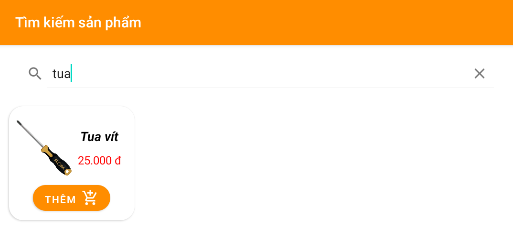 Tìm kiếm sản phẩm
tua
Tua vít
25.000 đ
THÊM